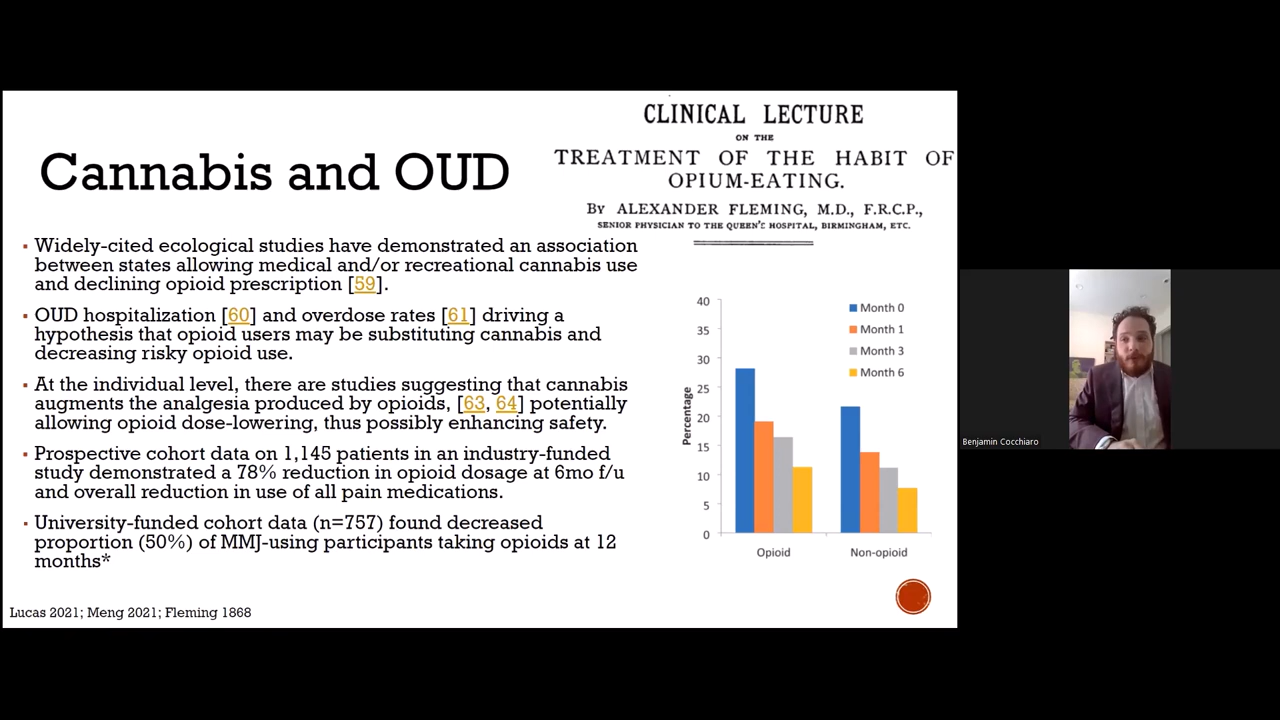 CLINICAL LECTURE
ON THE
TREATMENT OF THE HABIT OF
OPIUM-EATING.
By ALEXANDER FLEMING, M.D., F.R.C.P.,
SENIOR PHYSICIAN TO THE QUEEN'S HOSPITAL, BIRMINGHAM, ETC.
Cannabis and OUD
▪ Widely-cited ecological studies have demonstrated an association
between states allowing medical and/or recreational cannabis use
and declining opioid prescription [59].
▪ OUD hospitalization [60] and overdose rates [61] driving a
hypothesis that opioid users may be substituting cannabis and
decreasing risky opioid use.
▪ At the individual level, there are studies suggesting that cannabis
augments the analgesia produced by opioids, [63, 64] potentially
allowing opioid dose-lowering, thus possibly enhancing safety.
▪ Prospective cohort data on 1,145 patients in an industry-funded
study demonstrated a 78% reduction in opioid dosage at 6mo f/u
and overall reduction in use of all pain medications.
▪ University-funded cohort data (n=757) found decreased
proportion (50%) of MMJ-using participants taking opioids at 12
months*
Lucas 2021; Meng 2021; Fleming 1868
40
35
30
25
20
15
10
5
0
Percentage
Month 0
Month 1
Month 3
Month 6
Opioid
Non-opioid
Benjamin Cocchiaro